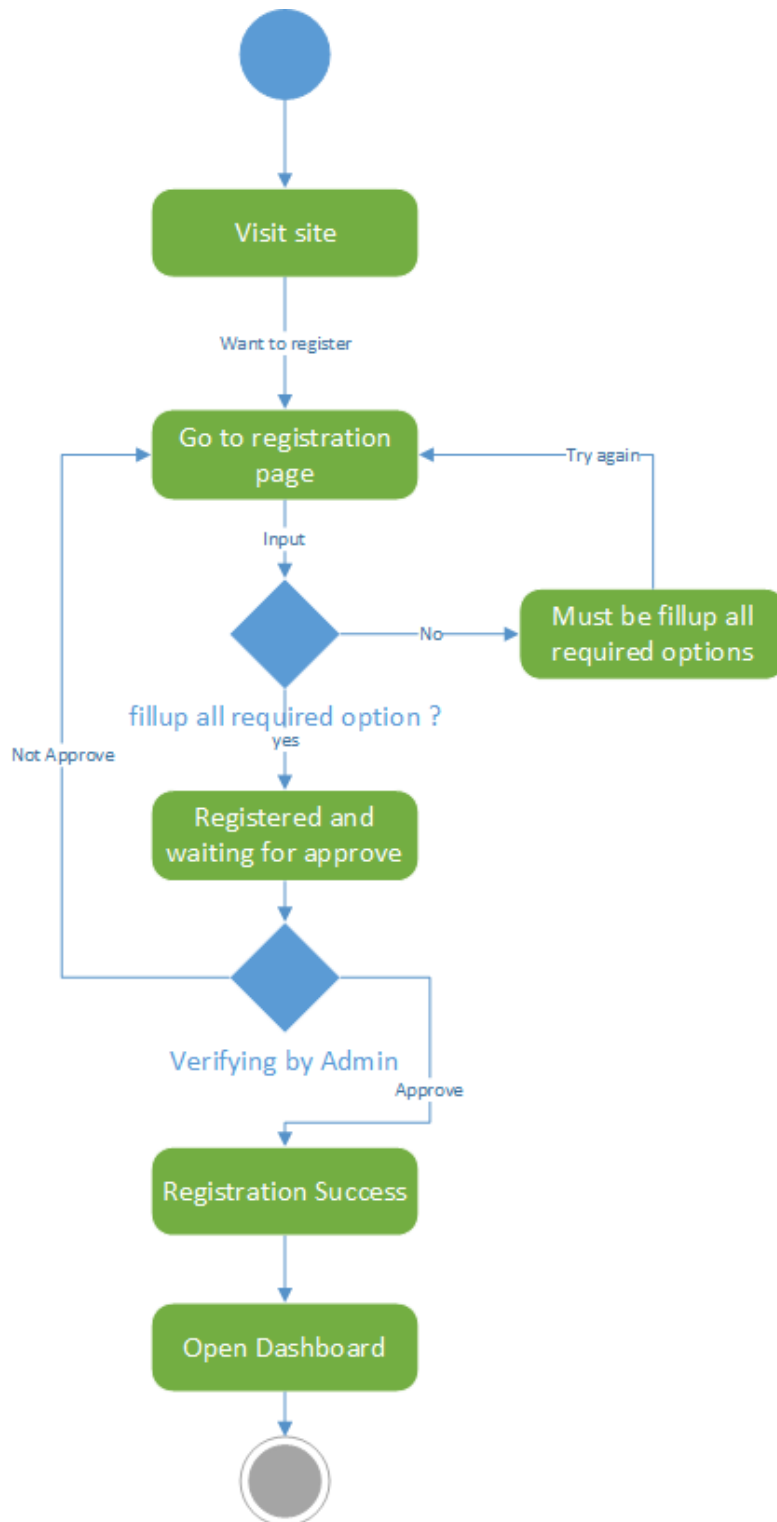 Visit site
Want to register
Go to registration
page
Try again
Input
Must be fillup all
required options
No
fillup all required option ?
yes
Not Approve
Registered and
waiting for approve
Verifying by Admin
Approve
Registration Success
Open Dashboard